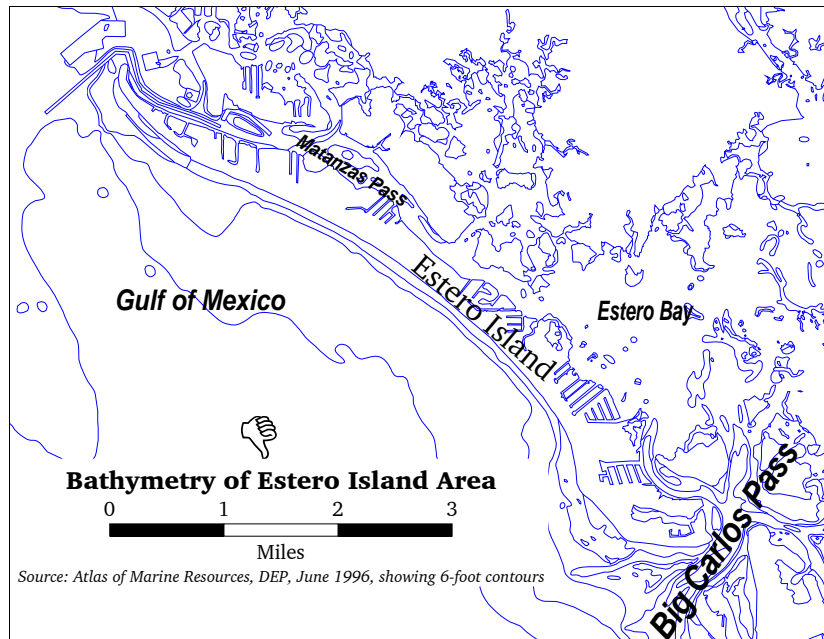 Matanzas Pass
Gulf of Mexico
Estero Island
Estero Bay
Bathymetry of Estero Island Area
0 1 2 3
Miles
Source: Atlas of Marine Resources, DEP, June 1996, showing 6-foot contours
Big Carlos Pass